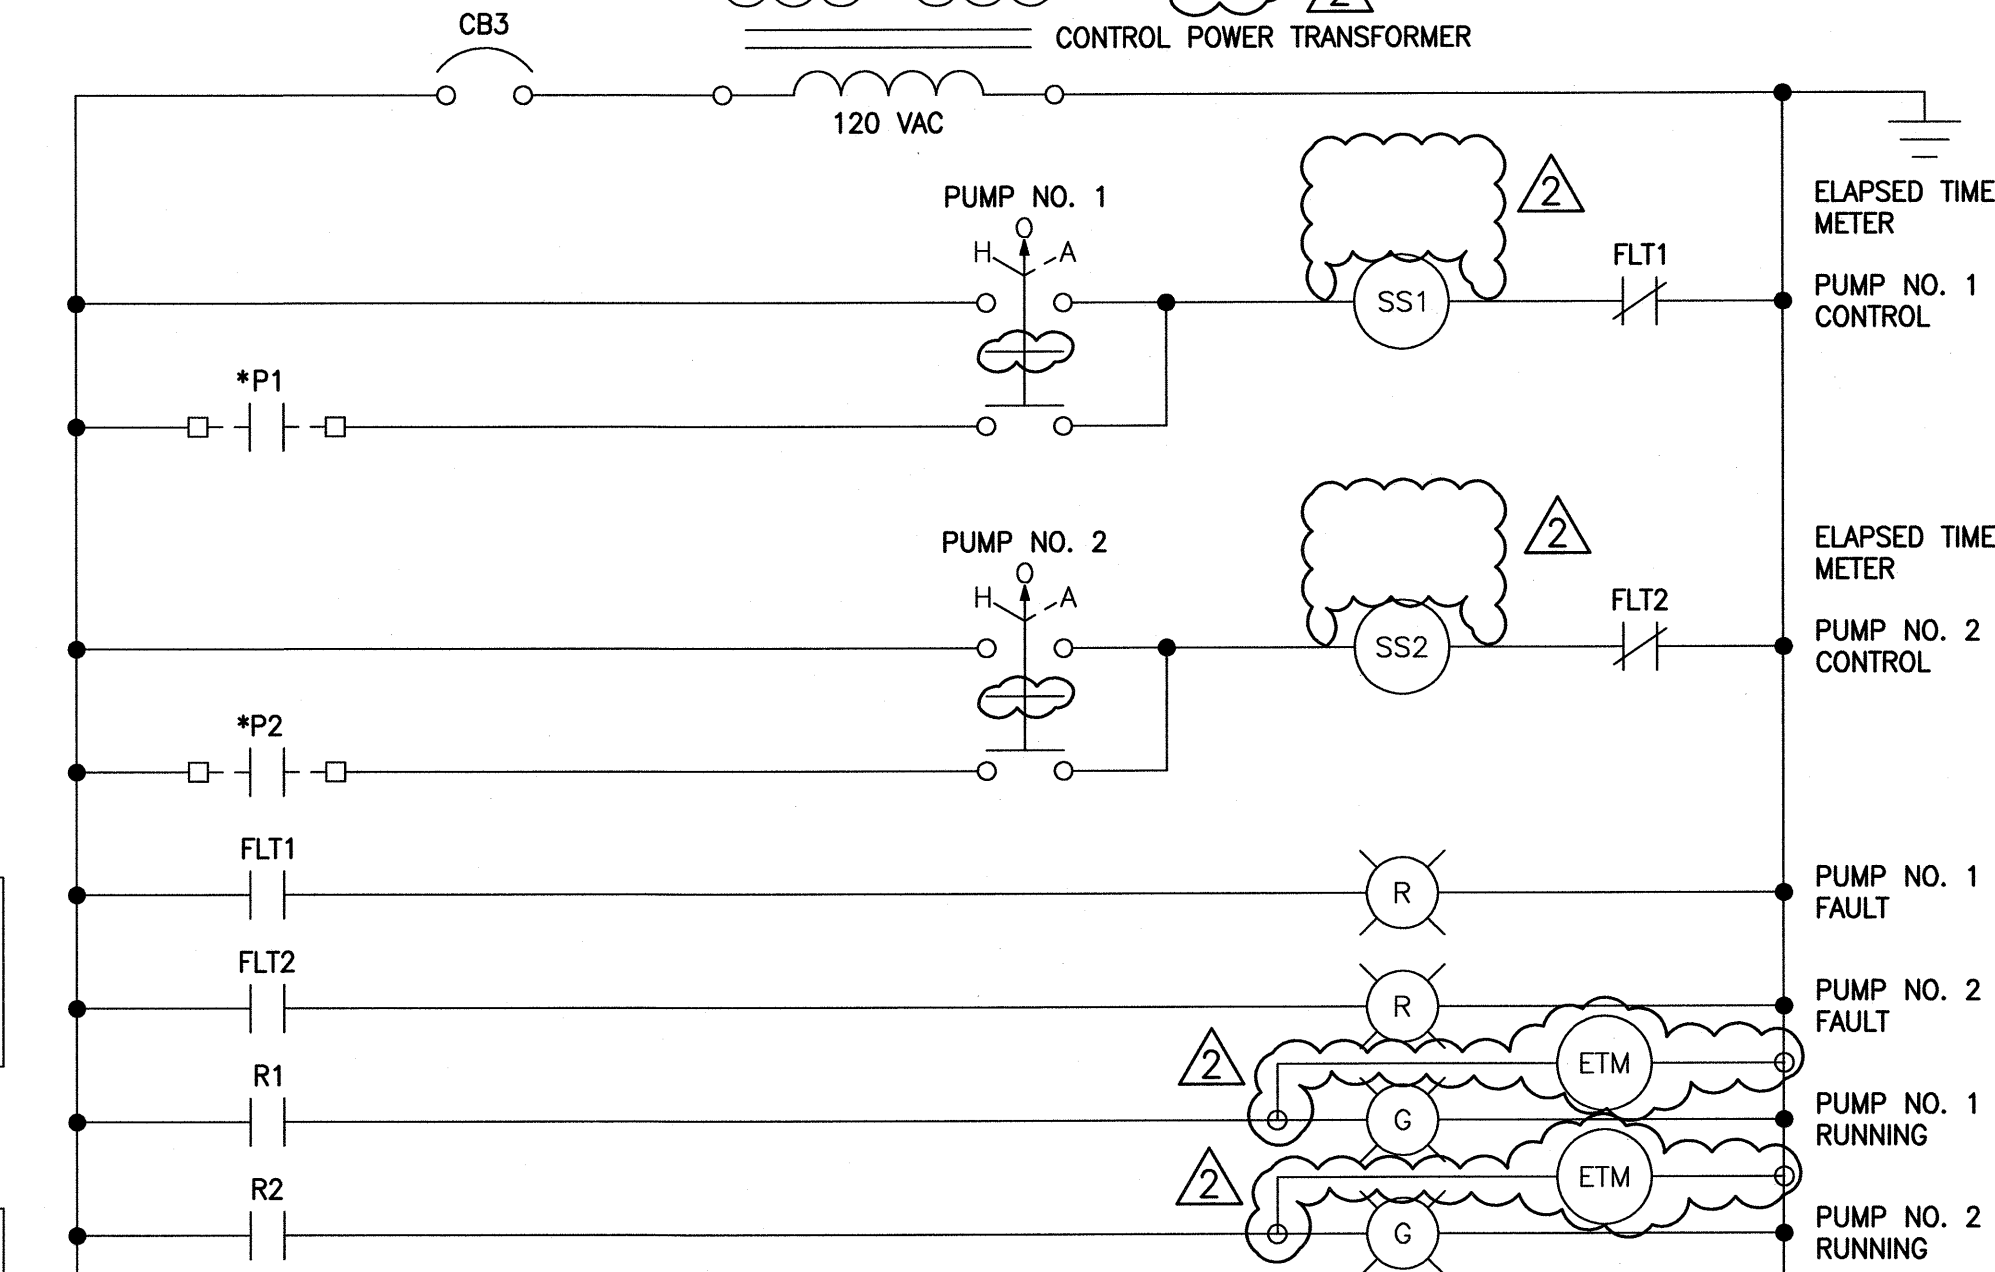 2
CB3
CONTROL POWER TRANSFORMER
120 VAC
PUMP NO. 1
O
H A
2
ELAPSED TIME
METER
FLT1
SS1
PUMP NO. 1
CONTROL
*P1
PUMP NO. 2
O
H A
2
ELAPSED TIME
METER
FLT2
SS2
PUMP NO. 2
CONTROL
*P2
FLT1
R
PUMP NO. 1
FAULT
FLT2
R
PUMP NO. 2
FAULT
2
ETM
R1
G
PUMP NO. 1
RUNNING
2
ETM
R2
G
PUMP NO. 2
RUNNING